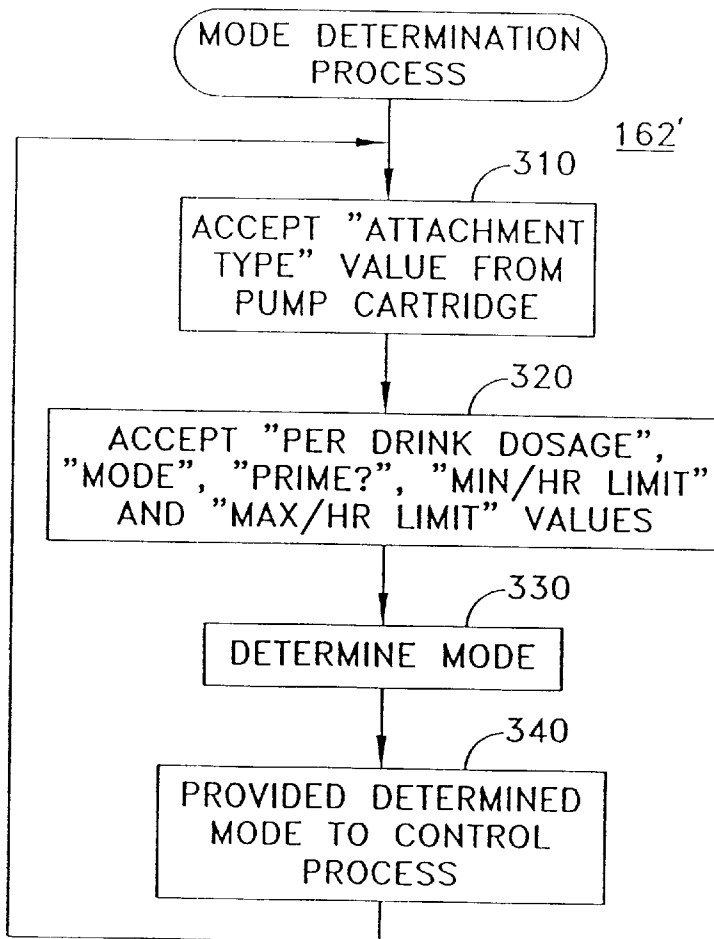 MODE DETERMINATION
PROCESS
162'
310
ACCEPT "ATTACHMENT
TYPE" VALUE FROM
PUMP CARTRIDGE
320
ACCEPT "PER DRINK DOSAGE",
"MODE", "PRIME?", "MIN/HR LIMIT"
AND "MAX/HR LIMIT" VALUES
330
DETERMINE MODE
340
PROVIDED DETERMINED
MODE TO CONTROL
PROCESS